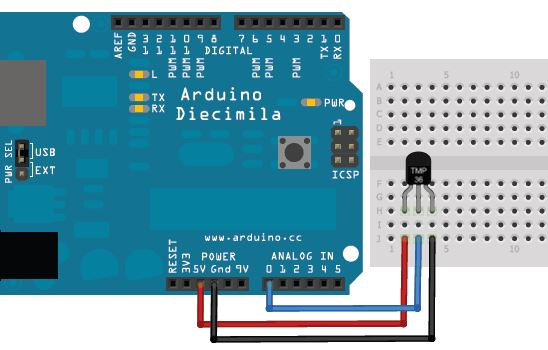 AREF
GND
13
12
11
10
9
8
7
6
5
4
3
2
1
0
TX
RX
PWM
PWM
PWM
PWM
PWM
PWM
DIGITAL
L
TX
RX
Arduino
Diecimila
PWR
1
ICSP
PWR SEL
USB
EXT
www.arduino.cc
POWER
ANALOG IN
RESET
3V3
5V Gnd 9V
0 1 2 3 4 5
1 5 10
A
B
C
D
E
TMP
36
F
G
H
I
J
1 5 10